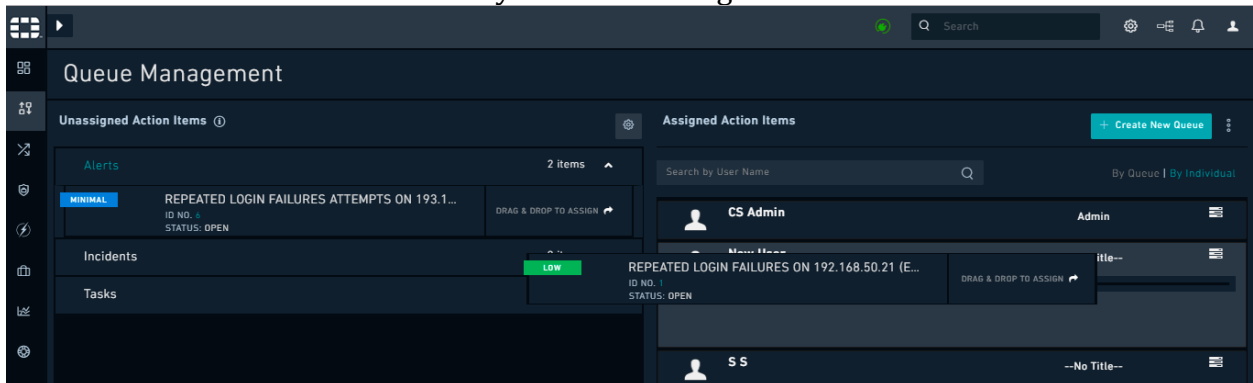 Search
Queue Management
Unassigned Action Items
Assigned Action Items
+ Create New Queue
Alerts
2 items
Search by User Name
By Queue | By Individual
MINIMAL
REPEATED LOGIN FAILURES ATTEMPTS ON 193.1...
ID NO. 6
STATUS: OPEN
DRAG & DROP TO ASSIGN
CS Admin
Admin
Incidents
New User
LOW
REPEATED LOGIN FAILURES ON 192.168.50.21 (E...
ID NO. 1
STATUS: OPEN
DRAG & DROP TO ASSIGN
Tasks
S S
--No Title--